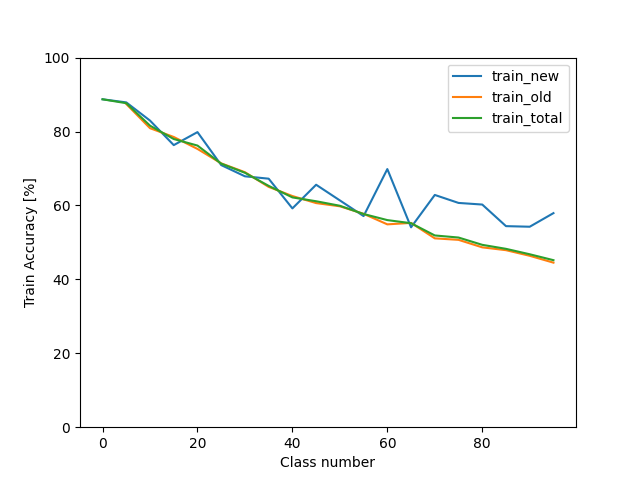 100
80
60
40
20
0
Train Accuracy [%]
train_new
train_old
train_total
0 20 40 60 80
Class number